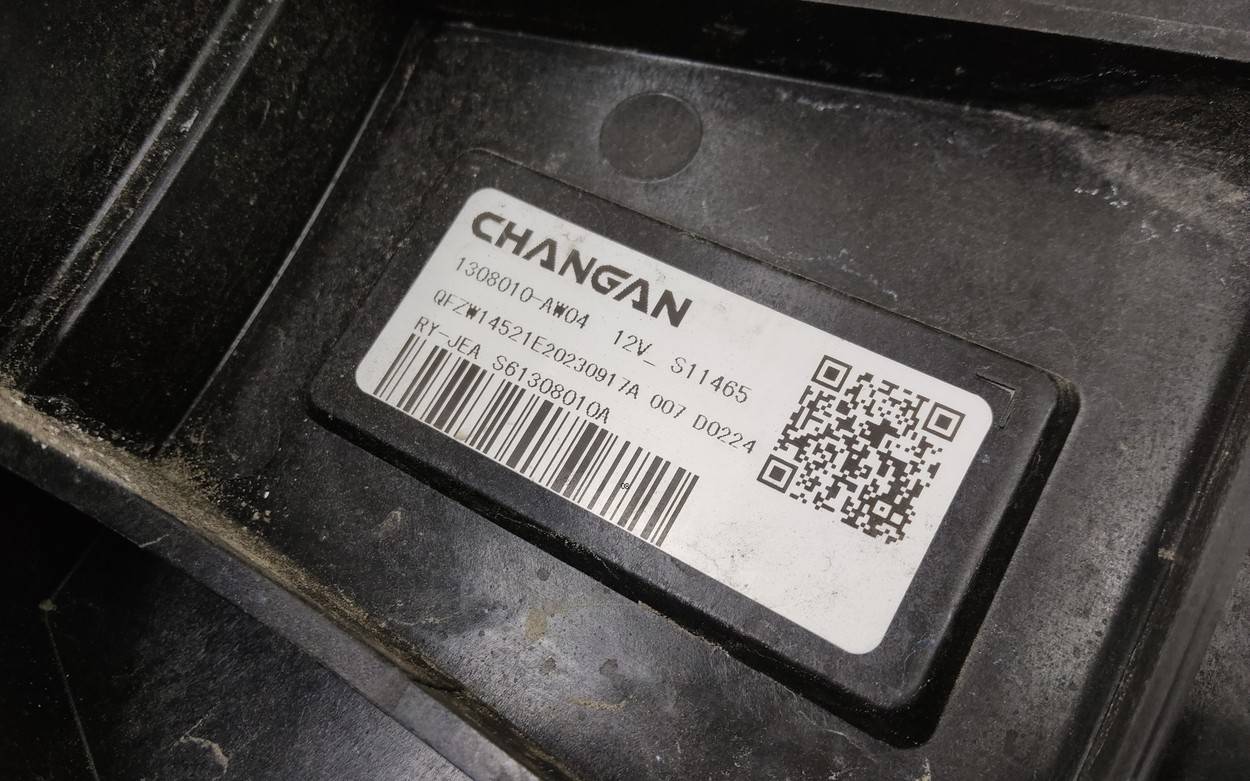 CHANGAN
1308010-AW04 12V_ S11465
QFZW14521E20230917A 007 D0224
RY-JEA S61308010A